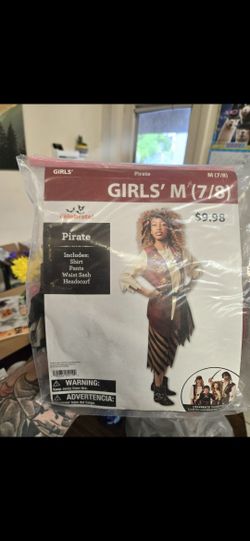 GIRLS' Pirate M (7/8)
GIRLS' M (7/8)
$9.98
celebrate
Pirate
Includes:
Shirt
Pants
Waist Sash
Headscarf
WARNING:
ADVERTENCIA: